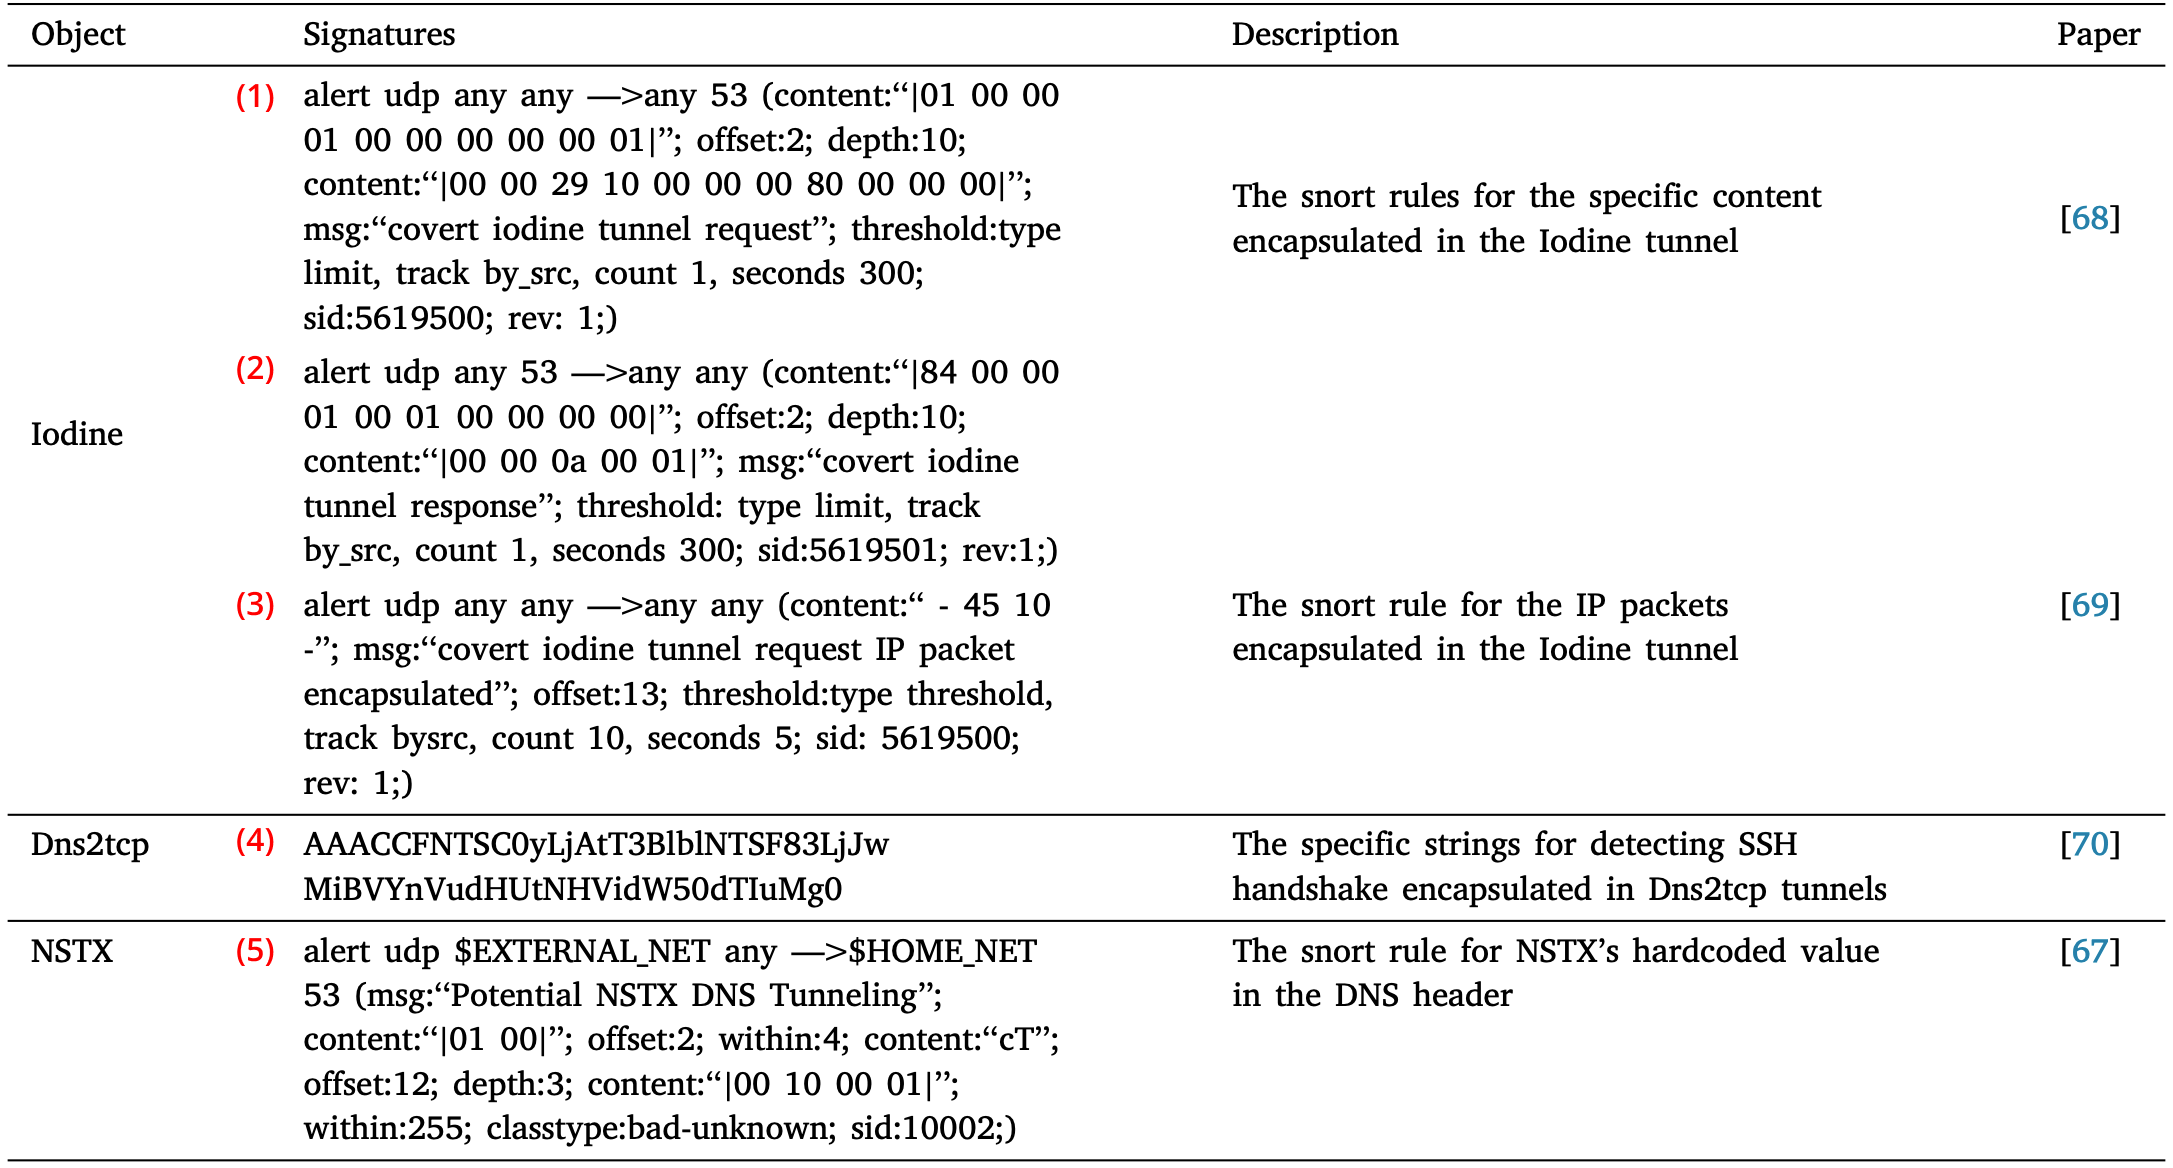 Object Signatures Description Paper
(1) alert udp any any —>any 53 (content:“|01 00 00
01 00 00 00 00 00 01|”; offset:2; depth:10;
content:“|00 00 29 10 00 00 00 80 00 00 00|”;
msg:“covert iodine tunnel request”; threshold:type
limit, track by_src, count 1, seconds 300;
sid:5619500; rev: 1;)
The snort rules for the specific content
encapsulated in the Iodine tunnel
[68]
Iodine
(2) alert udp any 53 —>any any (content:“|84 00 00
01 00 01 00 00 00 00|”; offset:2; depth:10;
content:“|00 00 0a 00 01|”; msg:“covert iodine
tunnel response”; threshold: type limit, track
by_src, count 1, seconds 300; sid:5619501; rev:1;)
(3) alert udp any any —>any any (content:“ - 45 10
-”; msg:“covert iodine tunnel request IP packet
encapsulated”; offset:13; threshold:type threshold,
track bysrc, count 10, seconds 5; sid: 5619500;
rev: 1;)
The snort rule for the IP packets
encapsulated in the Iodine tunnel
[69]
Dns2tcp
(4) AAACCFNTSC0yLjAtT3BlblNTSF83LjJw
MiBVYnVudHUtNHVidW50dTIuMg0
The specific strings for detecting SSH
handshake encapsulated in Dns2tcp tunnels
[70]
NSTX
(5) alert udp $EXTERNAL_NET any —>$HOME_NET
53 (msg:“Potential NSTX DNS Tunneling”;
content:“|01 00|”; offset:2; within:4; content:“cT”;
offset:12; depth:3; content:“|00 10 00 01|”;
within:255; classtype:bad-unknown; sid:10002;)
The snort rule for NSTX’s hardcoded value
in the DNS header
[67]